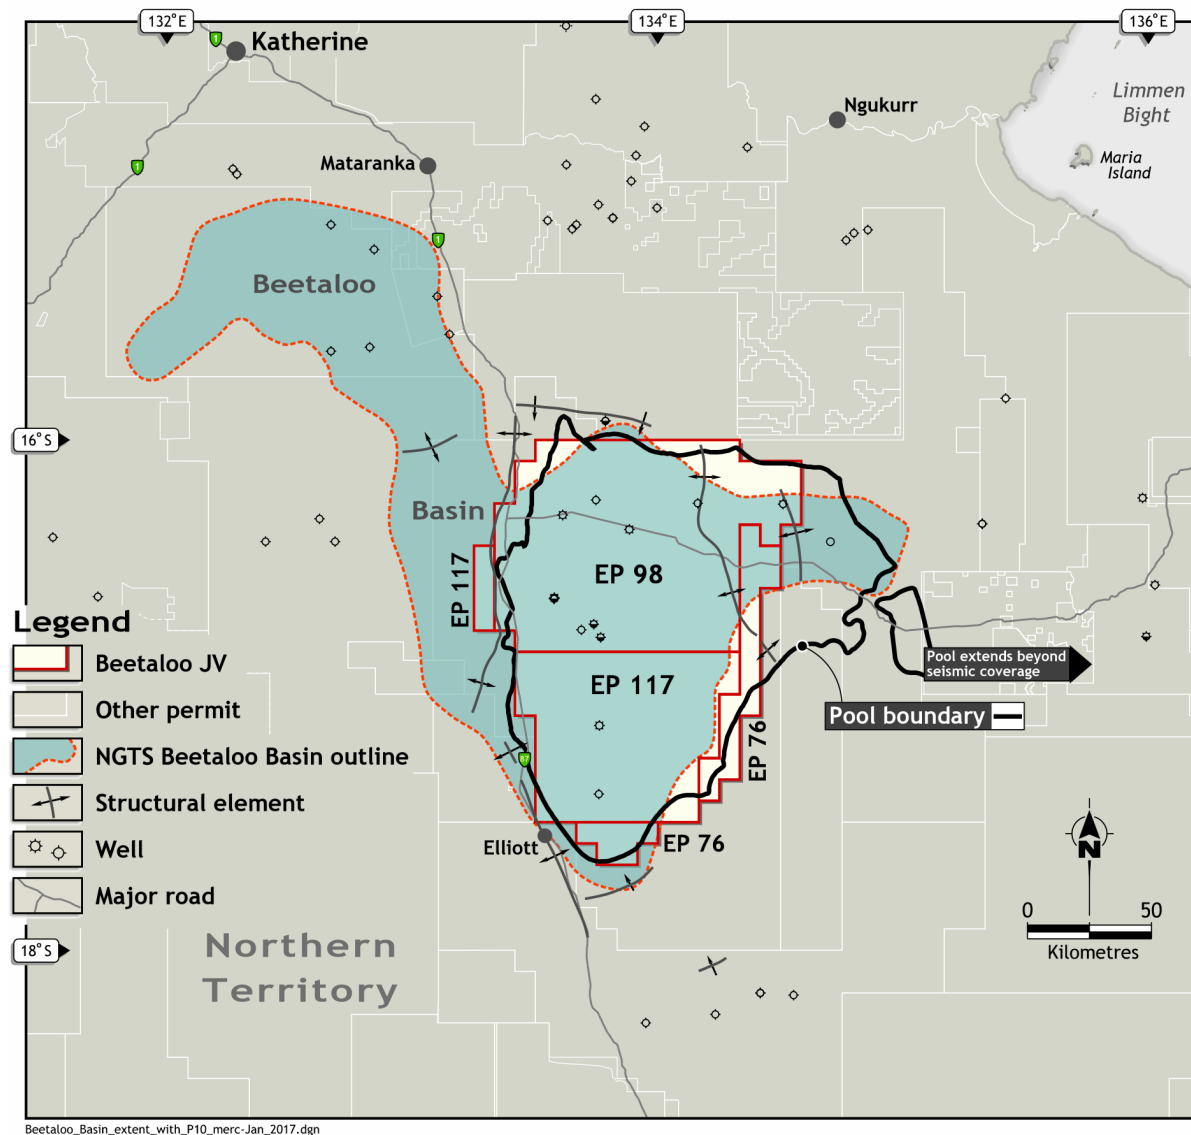 132°E
134°E
136°E
1
Katherine
Limmen
Bight
Ngukurr
1
Mataranka
Maria
Island
1
Beetaloo
16°S
Basin
EP 117
EP 98
Legend
Beetaloo JV
Other permit
NGTS Beetaloo Basin outline
Structural element
Well
Major road
Pool extends beyond
seismic coverage
EP 117
Pool boundary
EP 76
87
Elliott
EP 76
N
0 50
Kilometres
18°S
Northern
Territory
Beetaloo_Basin_extent_with_P10_merc-Jan_2017.dgn